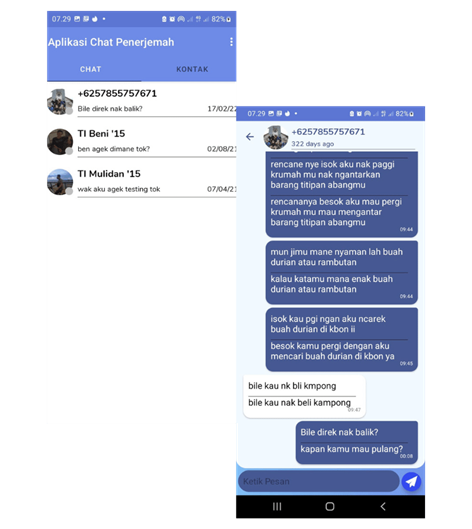 07.29 82%
Aplikasi Chat Penerjemah
CHAT KONTAK
+6257855757671
Bile direk nak balik? 17/02/22
TI Beni '15
ben agek dimane tok? 02/08/21
TI Mulidan '15
wak aku agek testing tok 07/04/21
07.29 82%
+6257855757671
322 days ago
rencane nye isok aku nak paggi
krumah mu nak ngantarkan
barang titipan abangmu
rencananya besok aku mau pergi
krumah mu mau mengantar
barang titipan abangmu
09:44
mun jimu mane nyaman lah buah
durian atau rambutan
kalau katamu mana enak buah
durian atau rambutan
09:44
isok kau pgi ngan aku ncarek
buah durian di kbon ii
besok kamu pergi dengan aku
mencari buah durian di kbon ya
09:45
bile kau nk bli kmpong
bile kau nak beli kampong
09:47
Bile direk nak balik?
kapan kamu mau pulang?
09:08
Ketik Pesan